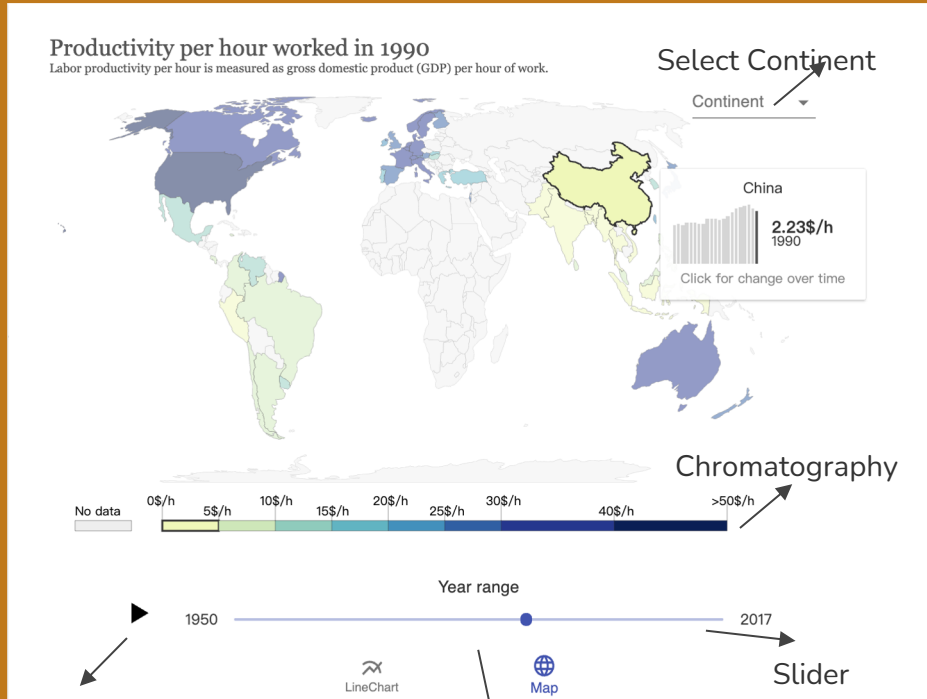 Productivity per hour worked in 1990
Labor productivity per hour is measured as gross domestic product (GDP) per hour of work.
Select Continent
Continent
China
2.23$/h
1990
Click for change over time
Chromatography
No data
0$/h 5$/h 10$/h 15$/h 20$/h 25$/h 30$/h 40$/h >50$/h
Year range
1950 2017
Slider
LineChart Map